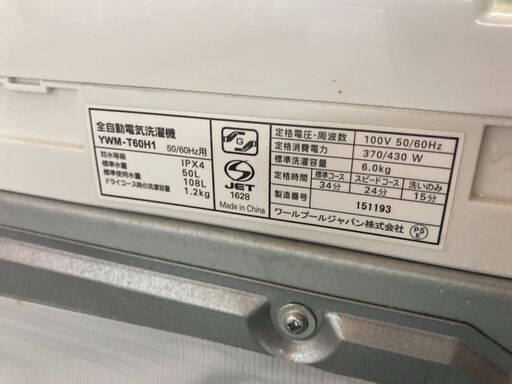 全自動電気洗濯機
YWM-T60H1 50/60Hz用
防水等級 IPX4
標準水量 50L
標準使用水量 108L
ドライコース時の洗濯容量 1.2kg
G
JET
1628
Made in China
定格電圧・周波数 100V 50/60Hz
定格消費電力 370/430 W
標準洗濯容量 6.0kg
定格時間 標準コース スピードコース 洗いのみ
34分 24分 15分
製造番号 151193
ワールプールジャパン株式会社
PS
E